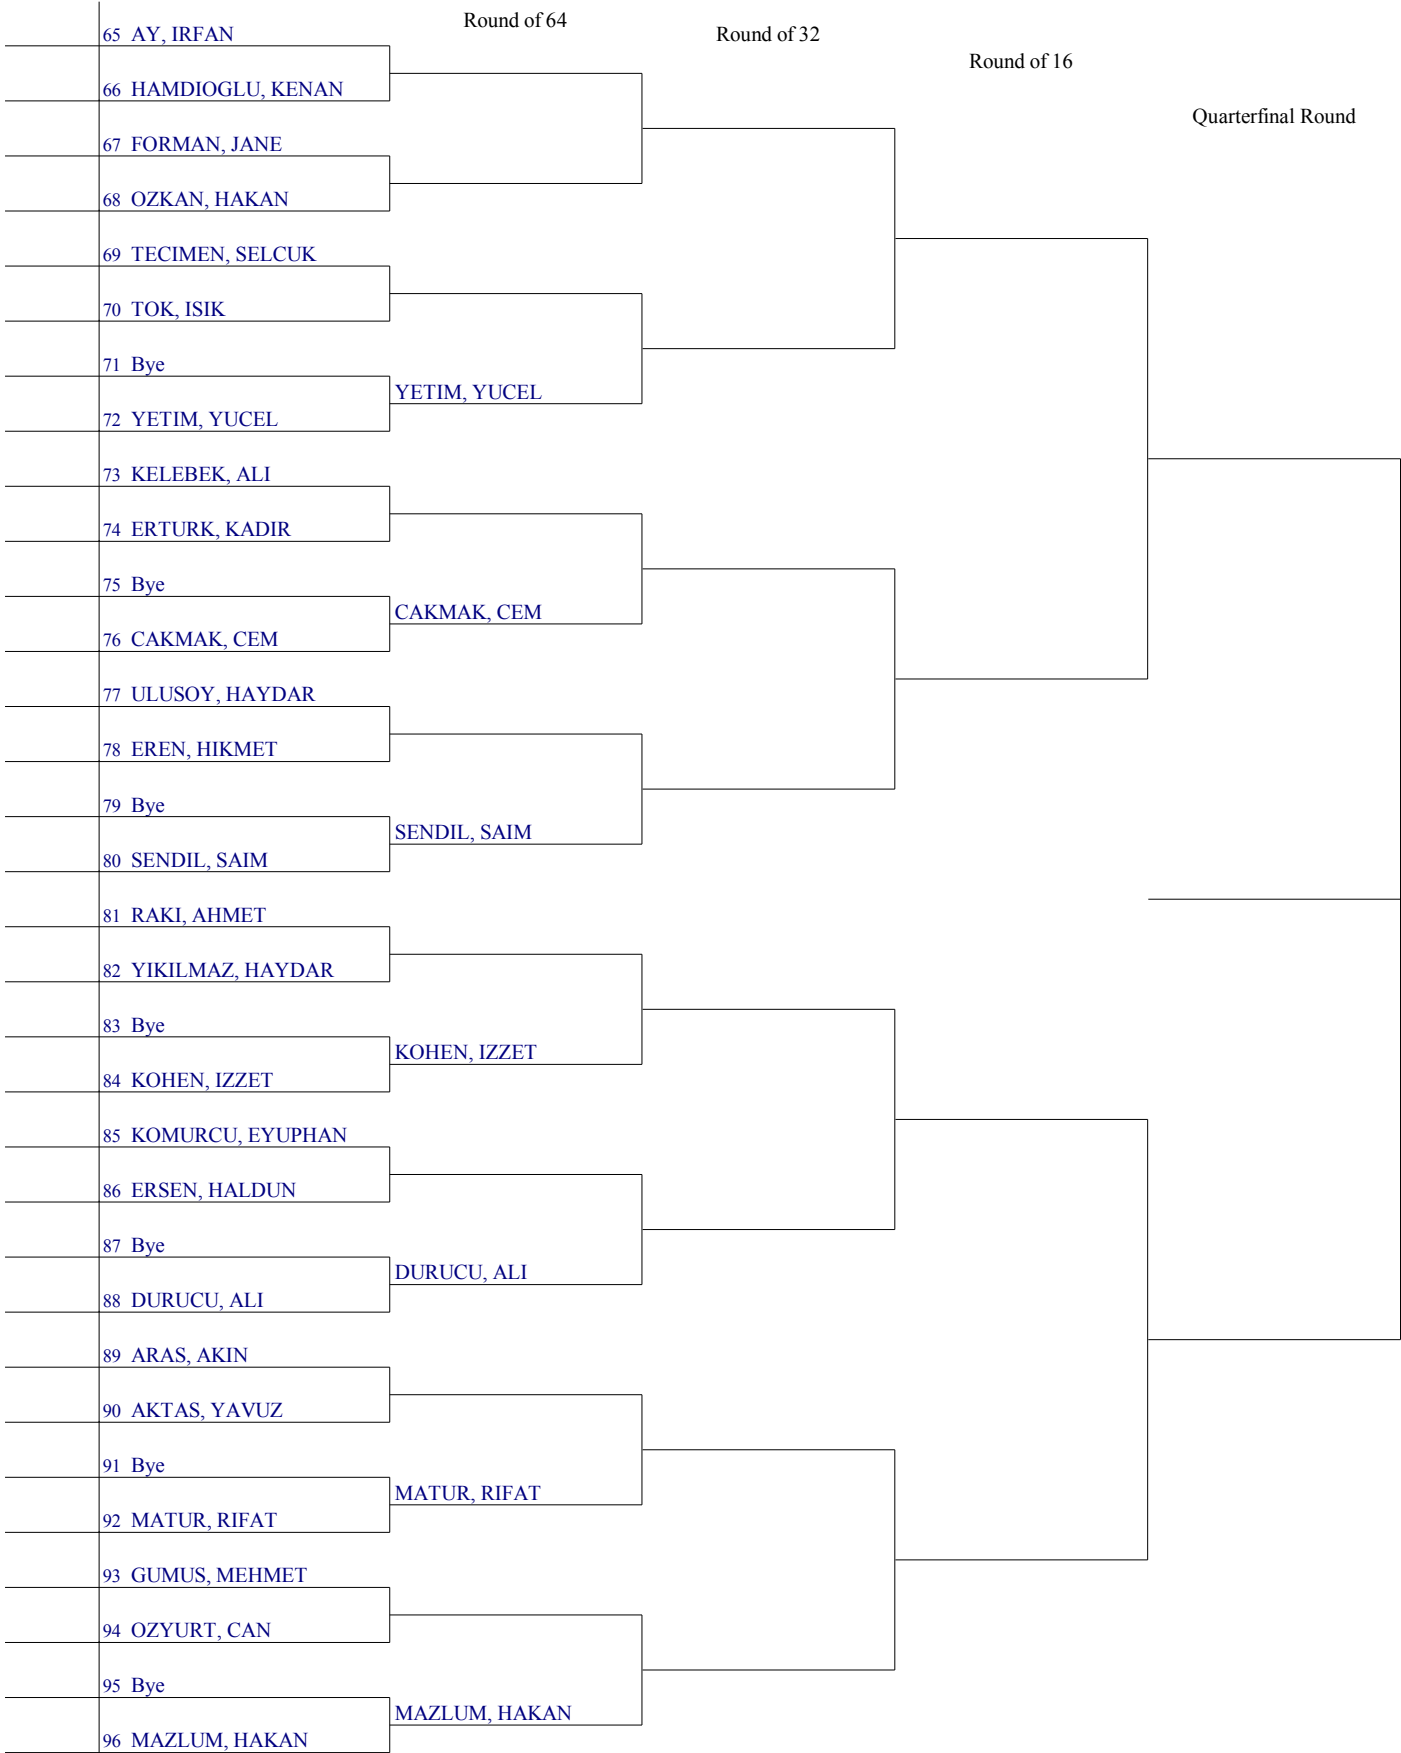 Round of 64
Round of 32
Round of 16
Quarterfinal Round
65 AY, IRFAN
66 HAMDIOGLU, KENAN
67 FORMAN, JANE
68 OZKAN, HAKAN
69 TECIMEN, SELCUK
70 TOK, ISIK
71 Bye
YETIM, YUCEL
72 YETIM, YUCEL
73 KELEBEK, ALI
74 ERTURK, KADIR
75 Bye
CAKMAK, CEM
76 CAKMAK, CEM
77 ULUSOY, HAYDAR
78 EREN, HIKMET
79 Bye
SENDIL, SAIM
80 SENDIL, SAIM
81 RAKI, AHMET
82 YIKILMAZ, HAYDAR
83 Bye
KOHEN, IZZET
84 KOHEN, IZZET
85 KOMURCU, EYUPHAN
86 ERSEN, HALDUN
87 Bye
DURUCU, ALI
88 DURUCU, ALI
89 ARAS, AKIN
90 AKTAS, YAVUZ
91 Bye
MATUR, RIFAT
92 MATUR, RIFAT
93 GUMUS, MEHMET
94 OZYURT, CAN
95 Bye
MAZLUM, HAKAN
96 MAZLUM, HAKAN